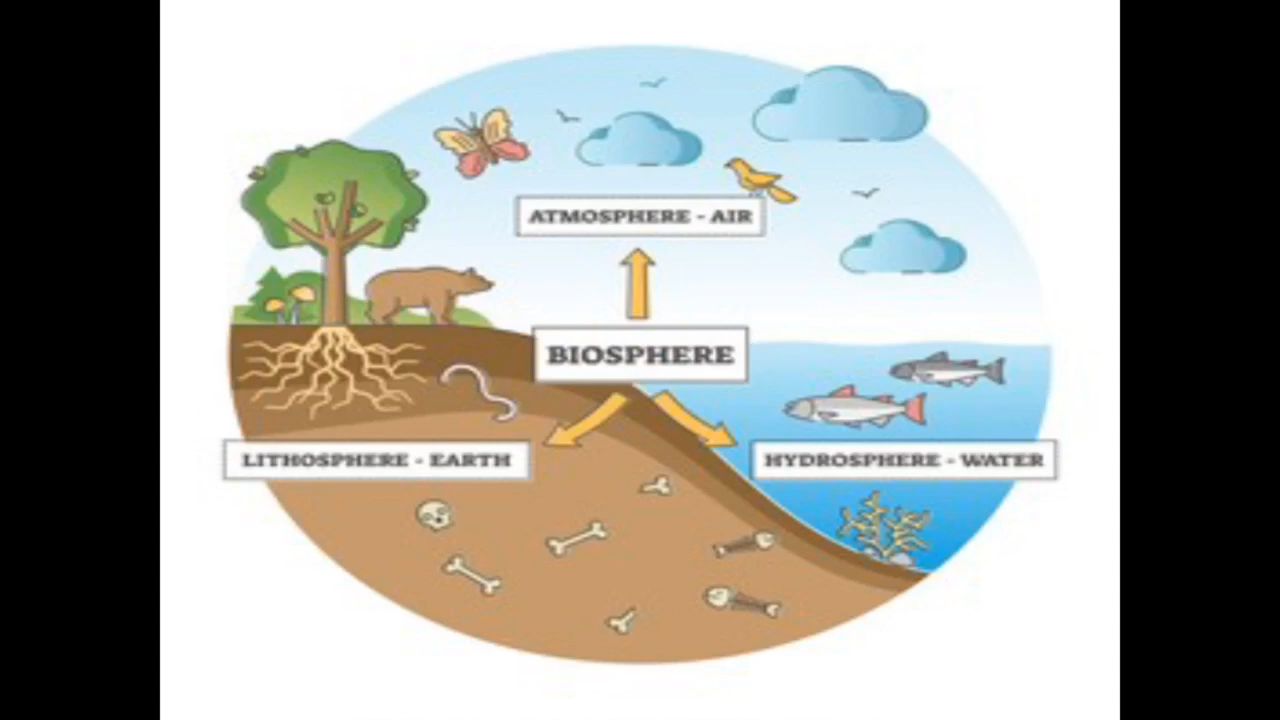 ATMOSPHERE - AIR
BIOSPHERE
LITHOSPHERE - EARTH
HYDROSPHERE - WATER